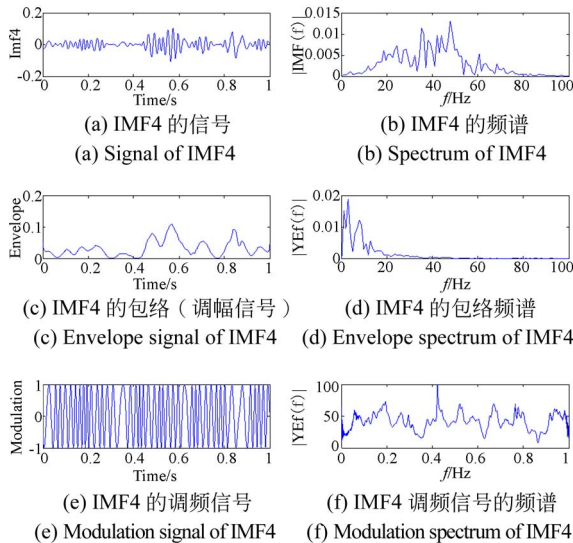 Imf4
0.2
0
-0.2
0 0.2 0.4 0.6 0.8 1
Time/s
(a) IMF4 的信号
(a) Signal of IMF4
|IMF(f)|
0.015
0.01
0.005
0
0 20 40 60 80 100
f/Hz
(b) IMF4 的频谱
(b) Spectrum of IMF4
Envelope
0.2
0.1
0
0 0.2 0.4 0.6 0.8 1
Time/s
(c) IMF4 的包络（调幅信号）
(c) Envelope signal of IMF4
|YEf(f)|
0.02
0.01
0
0 20 40 60 80 100
f/Hz
(d) IMF4 的包络频谱
(d) Envelope spectrum of IMF4
Modulation
1
0
-1
0 0.2 0.4 0.6 0.8 1
Time/s
(e) IMF4 的调频信号
(e) Modulation signal of IMF4
|YEf(f)|
100
50
0
0 0.2 0.4 0.6 0.8 1
f/Hz
(f) IMF4 调频信号的频谱
(f) Modulation spectrum of IMF4